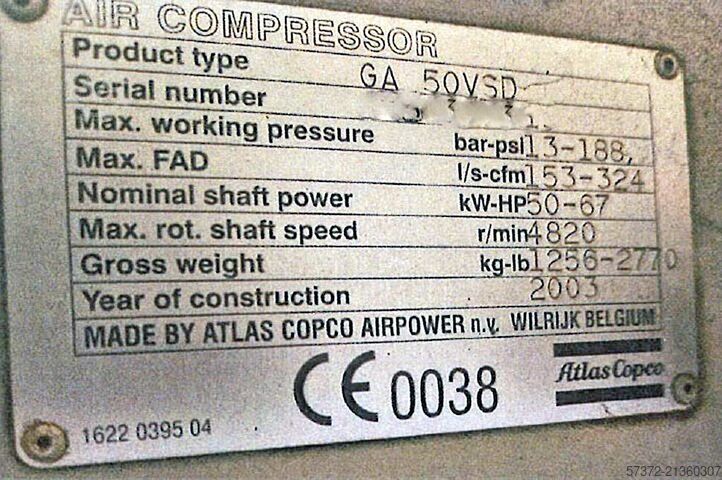 AIR COMPRESSOR
Product type GA 50VSD
Serial number
Max. working pressure bar-psi 13-188
Max. FAD l/s-cfm 153-324
Nominal shaft power kW-HP 50-67
Max. rot. shaft speed r/min 4820
Gross weight kg-lb 1256-2770
Year of construction 2003
MADE BY ATLAS COPCO AIRPOWER n.v. WILRIJK BELGIUM
CE 0038
Atlas Copco
1622 0395 04
57372-21360307